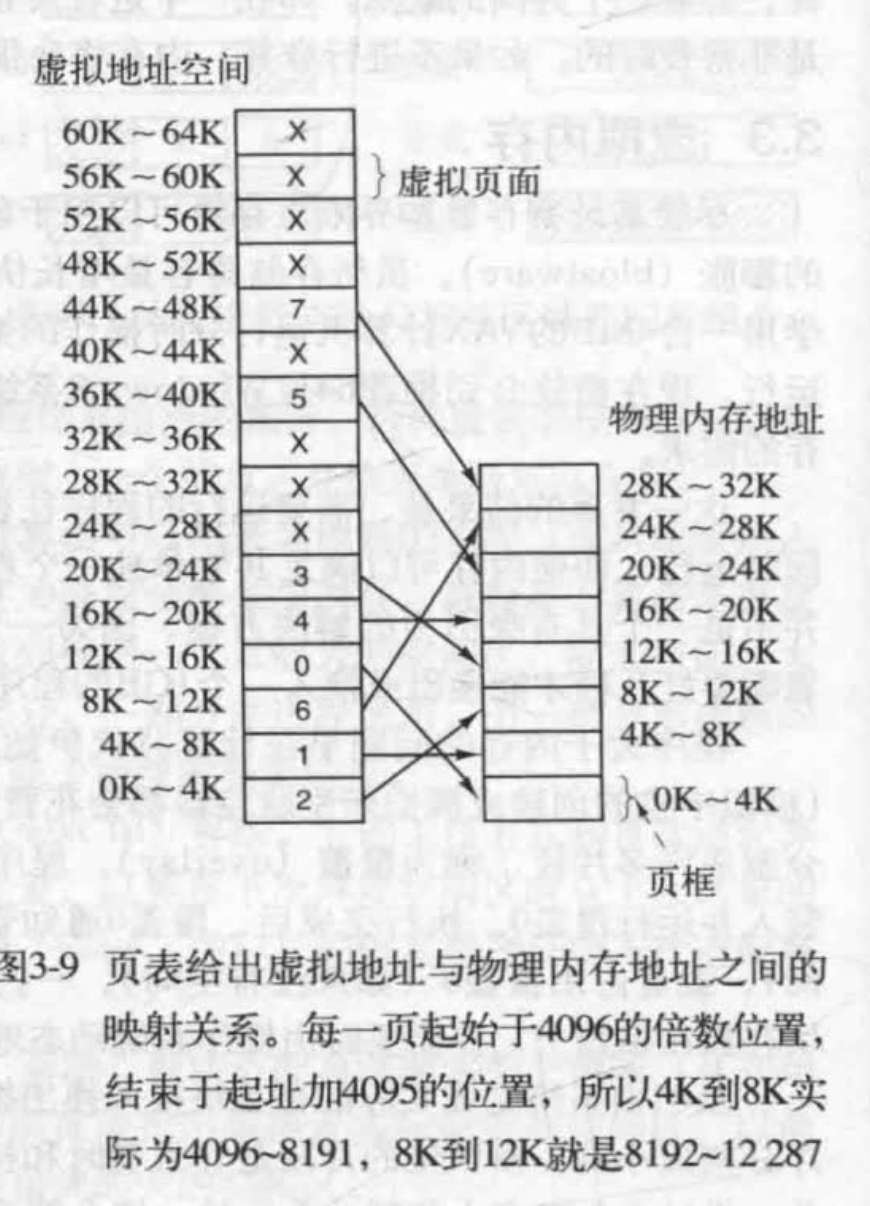 虚拟地址空间
60K～64K X
56K～60K X 虚拟页面
52K～56K X
48K～52K X
44K～48K 7
40K～44K X
36K～40K 5
物理内存地址
32K～36K X
28K～32K X 28K～32K
24K～28K X 24K～28K
20K～24K 3 20K～24K
16K～20K 4 16K～20K
12K～16K 0 12K～16K
8K～12K 6 8K～12K
4K～8K 1 4K～8K
0K～4K 2 0K～4K
页框
图3-9 页表给出虚拟地址与物理内存地址之间的
映射关系。每一页起始于4096的倍数位置，
结束于起址加4095的位置，所以4K到8K实
际为4096~8191，8K到12K就是8192~12 287